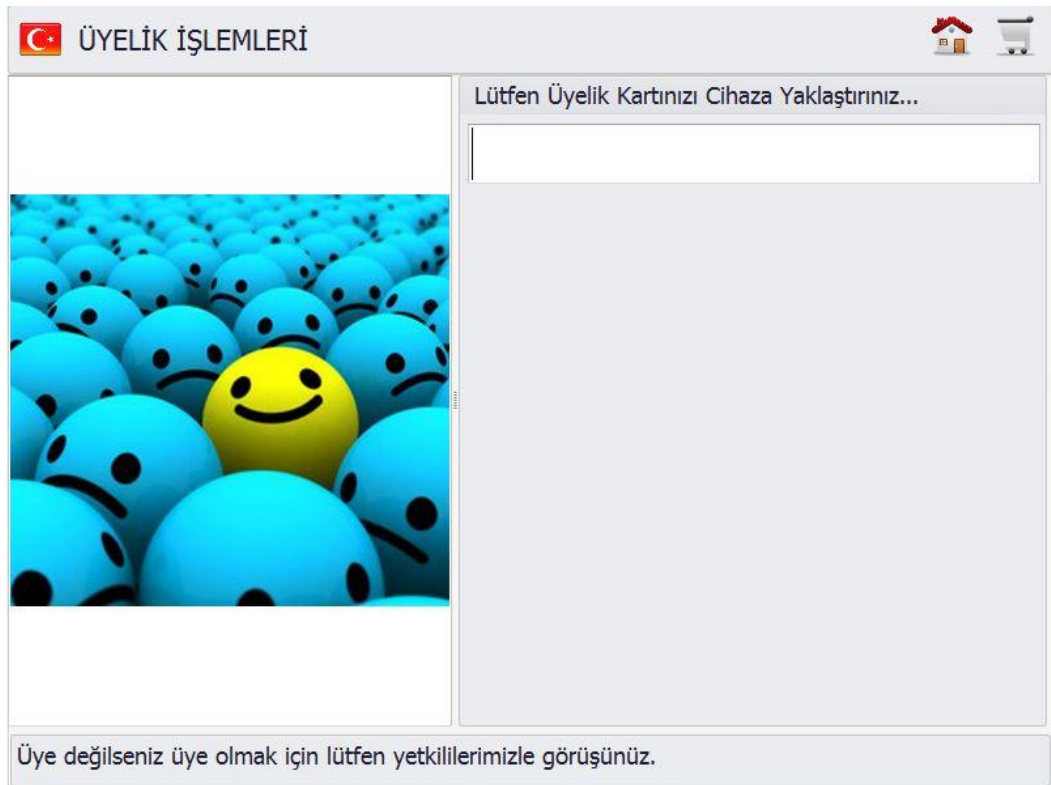 ÜYELİK İŞLEMLERİ
Lütfen Üyelik Kartınızı Cihaza Yaklaştırınız...
Üye değilseniz üye olmak için lütfen yetkililerimizle görüşünüz.